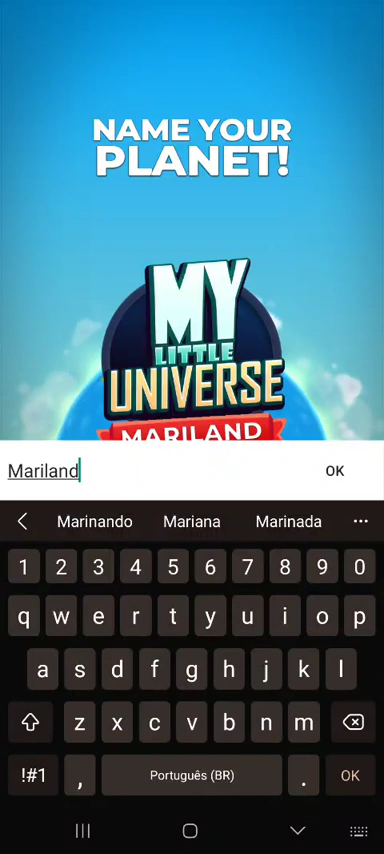 NAME YOUR
PLANET!
MY
LITTLE
UNIVERSE
MARILAND
Mariland
OK
Marinando Mariana Marinada
1 2 3 4 5 6 7 8 9 0
q w e r t y u i o p
a s d f g h j k l
z x c v b n m
!#1 , Português (BR) . OK